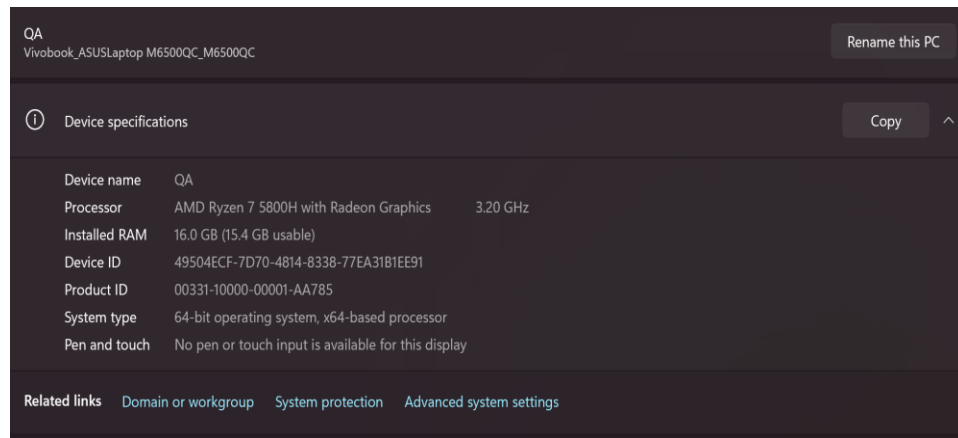 QA
Vivobook_ASUSLaptop M6500QC_M6500QC
Rename this PC
Device specifications
Copy
Device name QA
Processor AMD Ryzen 7 5800H with Radeon Graphics 3.20 GHz
Installed RAM 16.0 GB (15.4 GB usable)
Device ID 49504ECF-7D70-4814-8338-77EA31B1EE91
Product ID 00331-10000-00001-AA785
System type 64-bit operating system, x64-based processor
Pen and touch No pen or touch input is available for this display
Related links Domain or workgroup System protection Advanced system settings